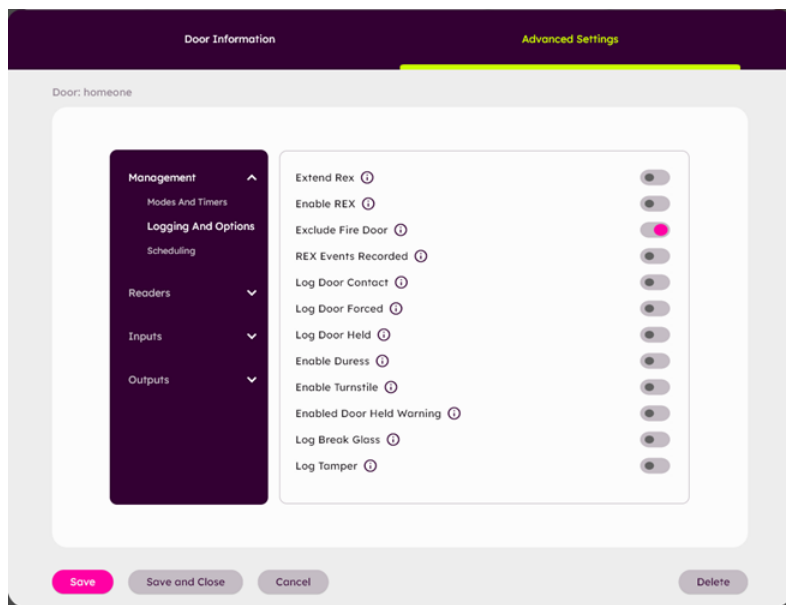 Door Information
Advanced Settings
Door: homeone
Management
Modes And Timers
Logging And Options
Scheduling
Readers
Inputs
Outputs
Extend Rex
Enable REX
Exclude Fire Door
REX Events Recorded
Log Door Contact
Log Door Forced
Log Door Held
Enable Duress
Enable Turnstile
Enabled Door Held Warning
Log Break Glass
Log Tamper
Save
Save and Close
Cancel
Delete